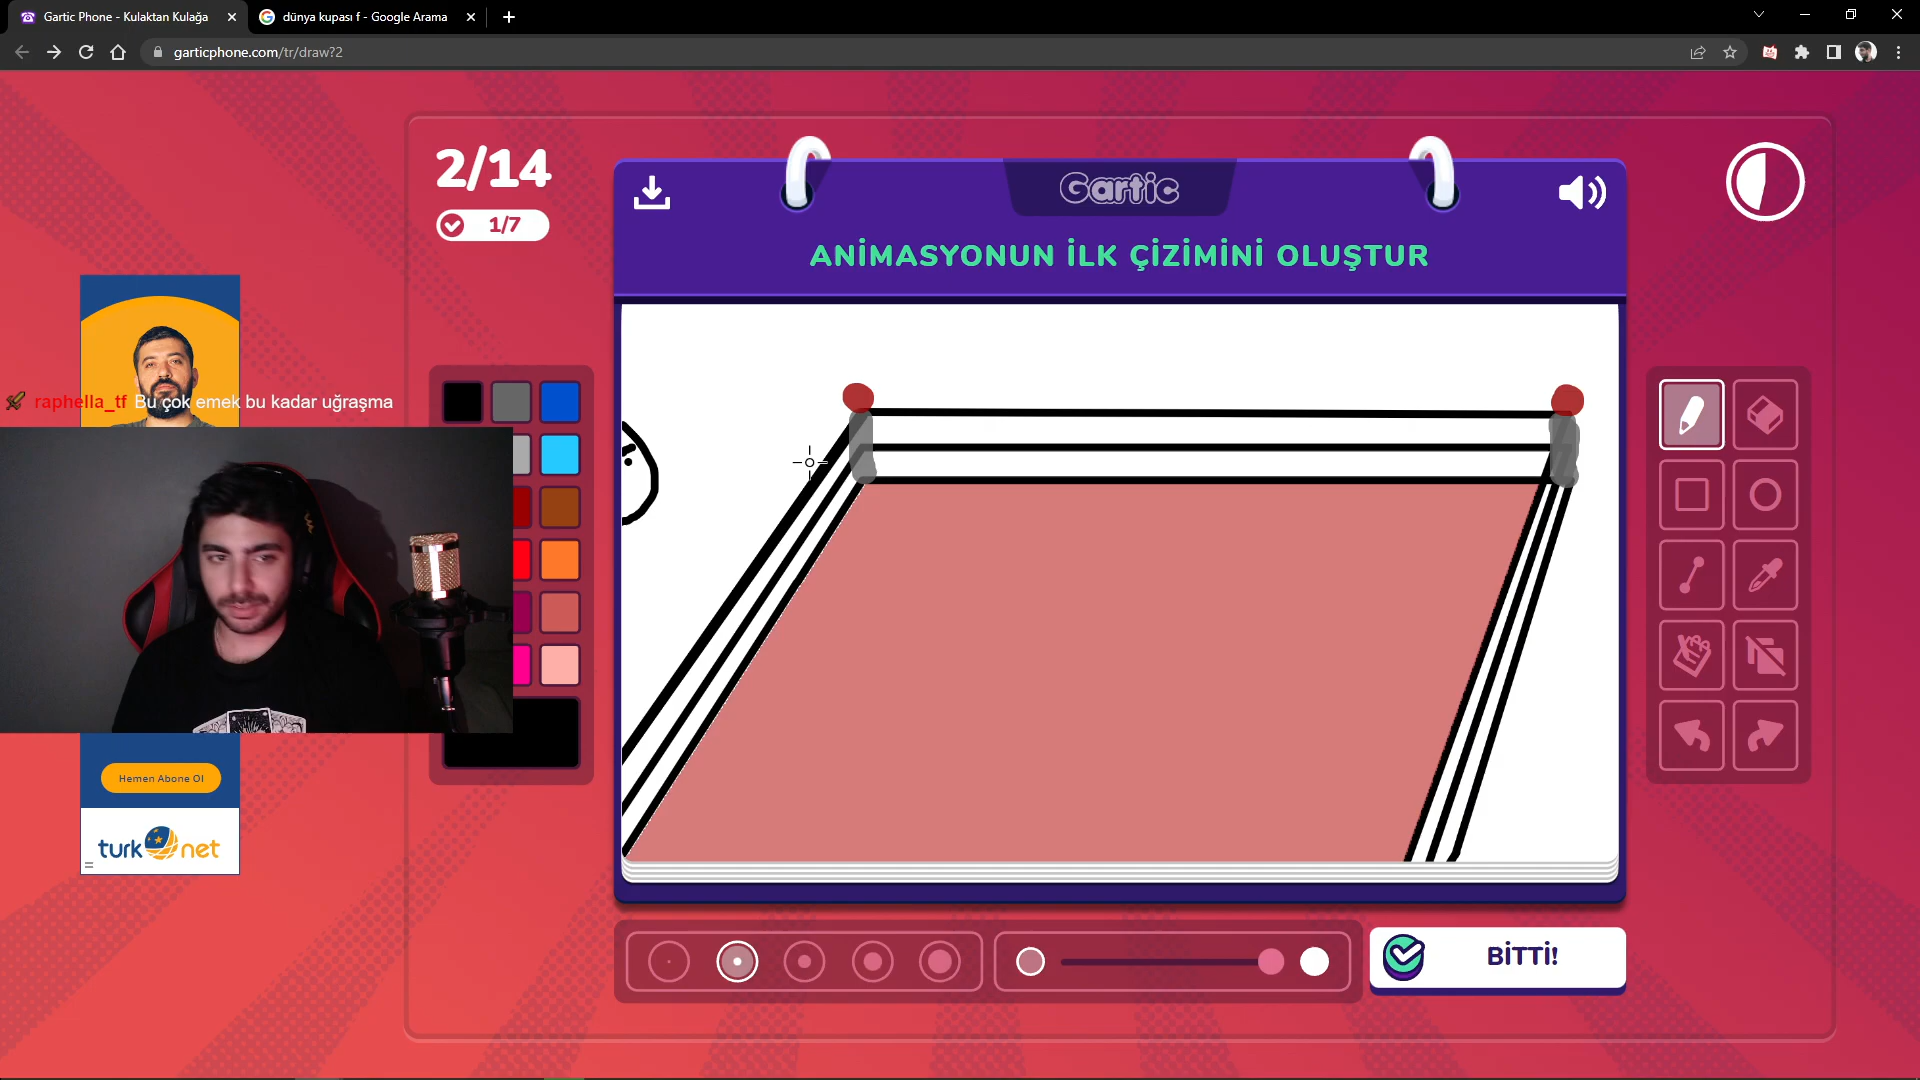 Gartic Phone - Kulaktan Kulağa
dünya kupası f - Google Arama
garticphone.com/tr/draw?2
2/14
1/7
Gartic
ANİMASYONUN İLK ÇİZİMİNİ OLUŞTUR
raphella_tf Bu çok emek bu kadar uğraşma
Hemen Abone Ol
turk net
BİTTİ!